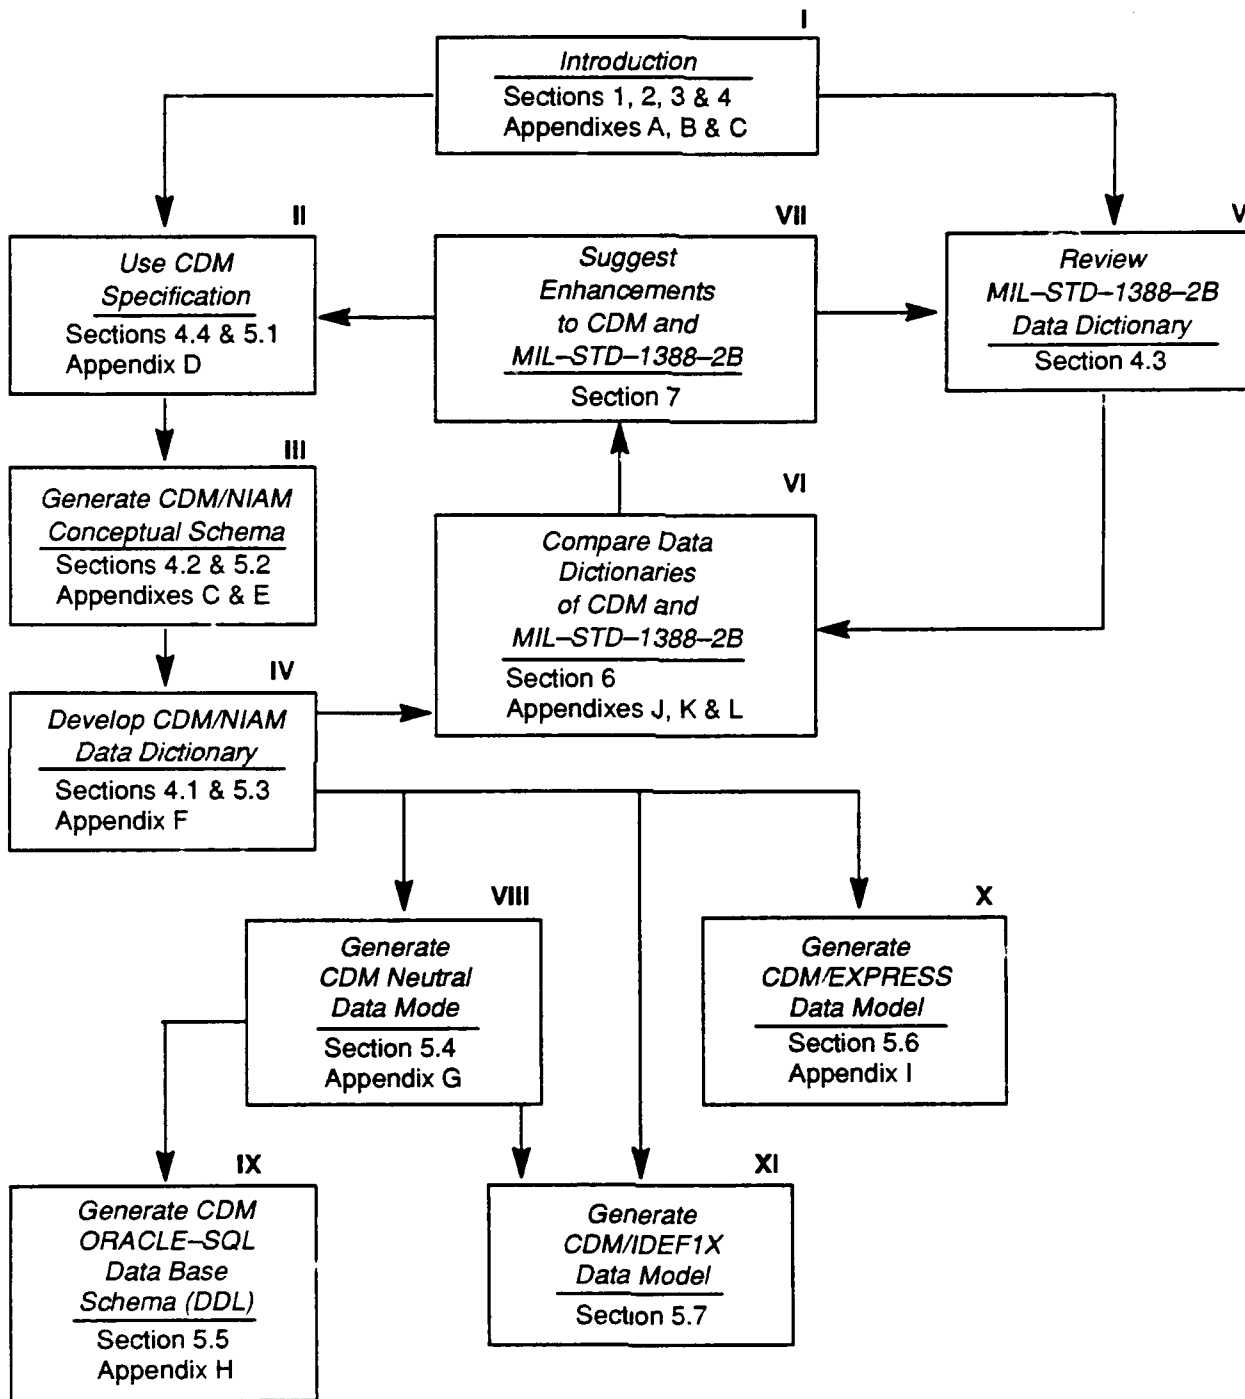 I
Introduction
Sections 1, 2, 3 & 4
Appendixes A, B & C
II
Use CDM
Specification
Sections 4.4 & 5.1
Appendix D
VII
Suggest
Enhancements
to CDM and
MIL–STD–1388–2B
Section 7
V
Review
MIL–STD–1388–2B
Data Dictionary
Section 4.3
III
Generate CDM/NIAM
Conceptual Schema
Sections 4.2 & 5.2
Appendixes C & E
VI
Compare Data
Dictionaries
of CDM and
MIL–STD–1388–2B
Section 6
Appendixes J, K & L
IV
Develop CDM/NIAM
Data Dictionary
Sections 4.1 & 5.3
Appendix F
VIII
Generate
CDM Neutral
Data Mode
Section 5.4
Appendix G
X
Generate
CDM/EXPRESS
Data Model
Section 5.6
Appendix I
IX
Generate CDM
ORACLE–SQL
Data Base
Schema (DDL)
Section 5.5
Appendix H
XI
Generate
CDM/IDEF1X
Data Model
Section 5.7